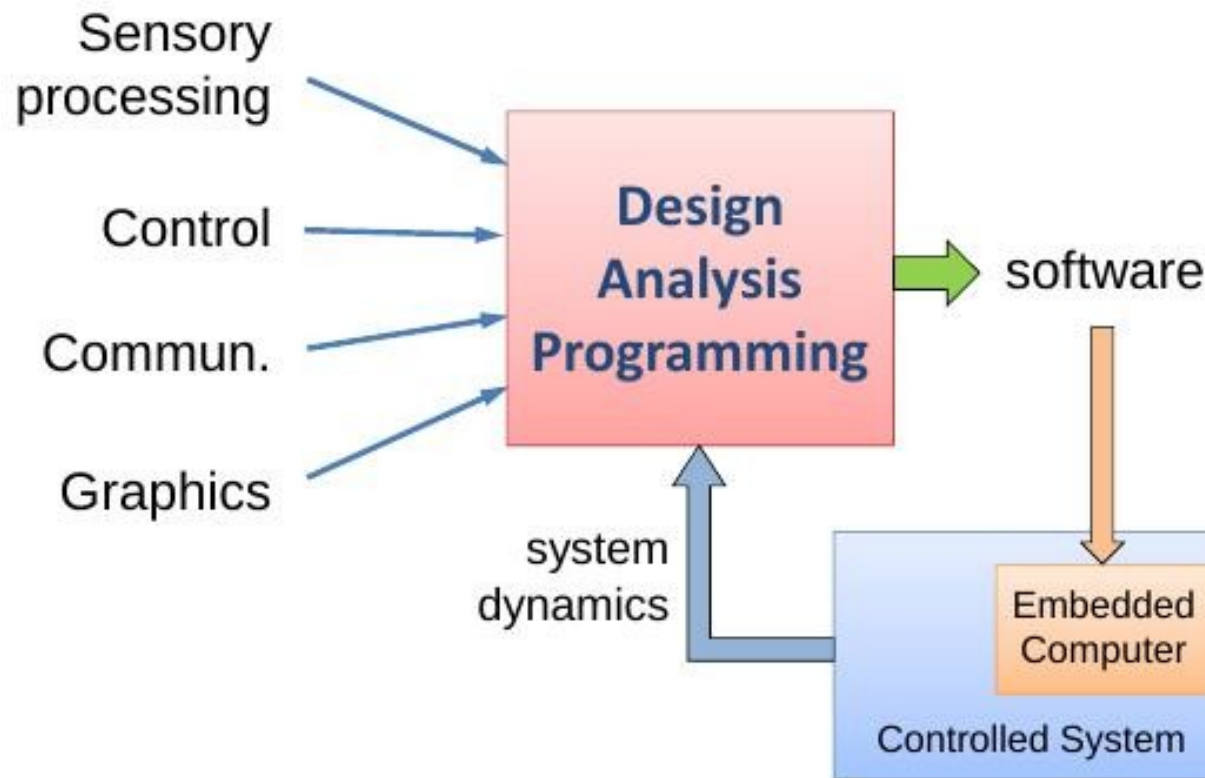 Sensory
processing
Control
Commun.
Graphics
Design
Analysis
Programming
software
system
dynamics
Embedded
Computer
Controlled System